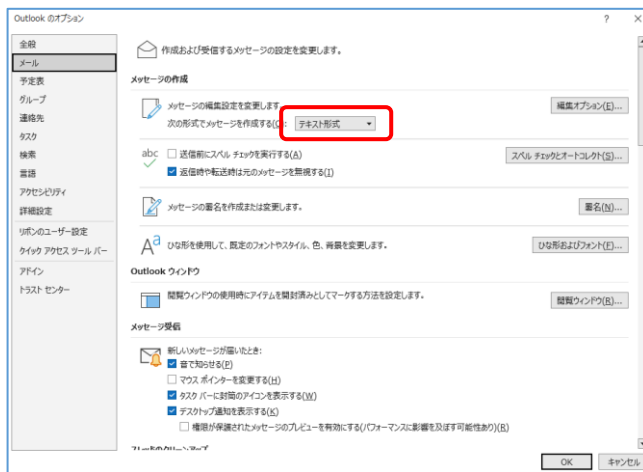 Outlook のオプション
? ×
全般
メール
予定表
グループ
連絡先
タスク
検索
言語
アクセシビリティ
詳細設定
リボンのユーザー設定
クイック アクセス ツール バー
アドイン
トラスト センター
作成および受信するメッセージの設定を変更します。
メッセージの作成
メッセージの編集設定を変更します。
編集オプション(E)...
次の形式でメッセージを作成する(C): テキスト形式
abc
送信前にスペル チェックを実行する(A)
スペル チェックとオートコレクト(S)...
返信時や転送時は元のメッセージを無視する(I)
メッセージの署名を作成または変更します。
署名(N)...
ひな形を使用して、既定のフォントやスタイル、色、背景を変更します。
ひな形およびフォント(F)...
Outlook ウィンドウ
閲覧ウィンドウの使用時にアイテムを開封済みとしてマークする方法を設定します。
閲覧ウィンドウ(R)...
メッセージ受信
新しいメッセージが届いたとき:
音で知らせる(P)
マウス ポインターを変更する(H)
タスク バーに封筒のアイコンを表示する(W)
デスクトップ通知を表示する(K)
権限が保護されたメッセージのプレビューを有効にする(パフォーマンスに影響を及ぼす可能性あり)(R)
スレードのクリーンアップ
OK
キャンセル